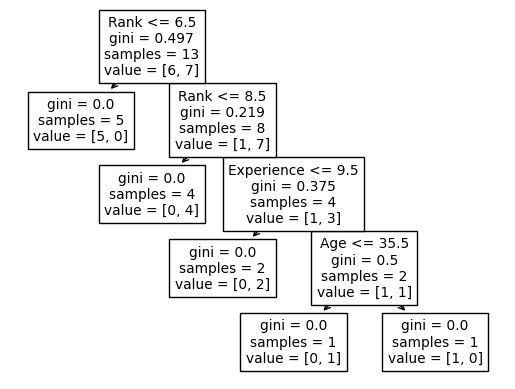 Rank <= 6.5
gini = 0.497
samples = 13
value = [6, 7]
gini = 0.0
samples = 5
value = [5, 0]
Rank <= 8.5
gini = 0.219
samples = 8
value = [1, 7]
gini = 0.0
samples = 4
value = [0, 4]
Experience <= 9.5
gini = 0.375
samples = 4
value = [1, 3]
gini = 0.0
samples = 2
value = [0, 2]
Age <= 35.5
gini = 0.5
samples = 2
value = [1, 1]
gini = 0.0
samples = 1
value = [0, 1]
gini = 0.0
samples = 1
value = [1, 0]